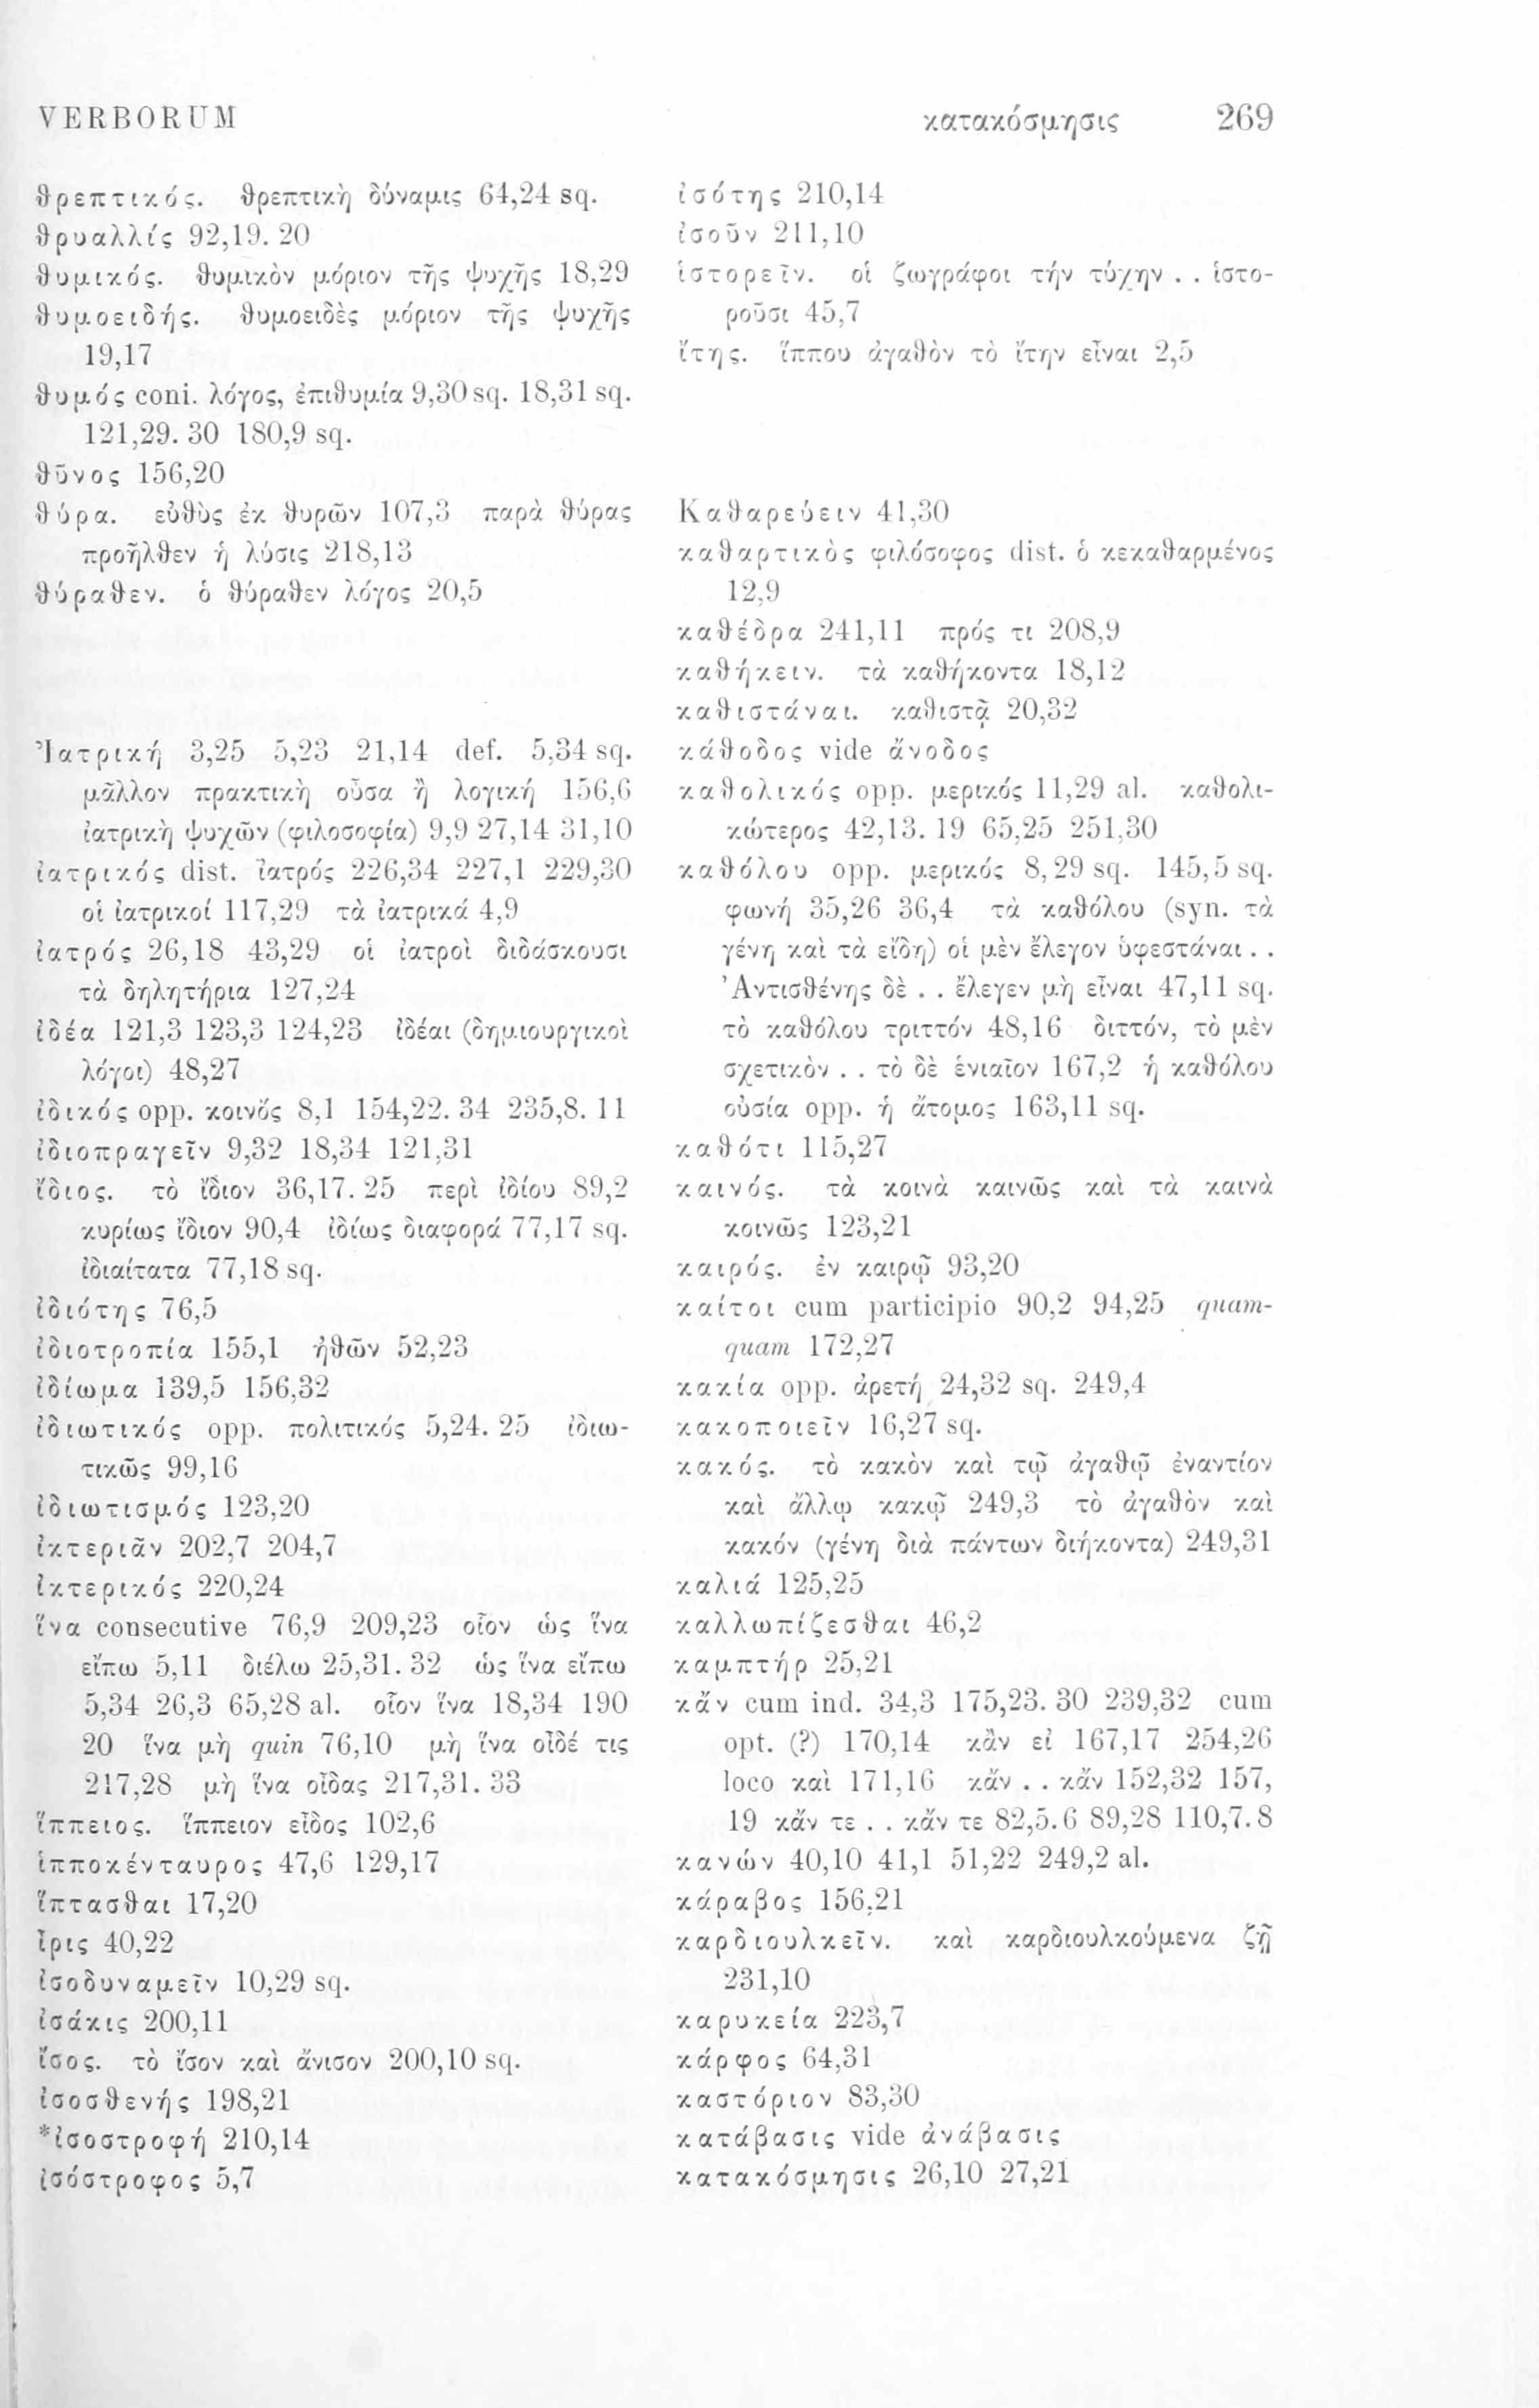 VERBORUM κατακόσμησις 269
θρεπτικός. θρεπτικὴ δύναμις 64,24 sq.
θρυαλλίς 92,19. 20
θυμικός. θυμικὸν μόριον τῆς ψυχῆς 18,29
θυμοειδής. θυμοειδὲς μόριον τῆς ψυχῆς
19,17
θυμός coni. λόγος, ἐπιθυμία 9,30 sq. 18,31 sq.
121,29. 30 180,9 sq.
θῦνος 156,20
θύρα. εὐθὺς ἐκ θυρῶν 107,3 παρὰ θύρας
προῆλθεν ἡ λύσις 218,13
θύραθεν. ὁ θύραθεν λόγος 20,5
Ἰατρική 3,25 5,23 21,14 def. 5,34 sq.
μᾶλλον πρακτικὴ οὖσα ἢ λογική 156,6
ἰατρικὴ ψυχῶν (φιλοσοφία) 9,9 27,14 31,10
ἰατρικός dist. ἰατρός 226,34 227,1 229,30
οἱ ἰατρικοί 117,29 τὰ ἰατρικά 4,9
ἰατρός 26,18 43,29 οἱ ἰατροὶ διδάσκουσι
τὰ δηλητήρια 127,24
ἰδέα 121,3 123,3 124,23 ἰδέαι (δημιουργικοὶ
λόγοι) 48,27
ἰδικός opp. κοινός 8,1 154,22. 34 235,8. 11
ἰδιοπραγεῖν 9,32 18,34 121,31
ἴδιος. τὸ ἴδιον 36,17. 25 περὶ ἰδίου 89,2
κυρίως ἴδιον 90,4 ἰδίως διαφορά 77,17 sq.
ἰδιαίτατα 77,18 sq.
ἰδιότης 76,5
ἰδιοτροπία 155,1 ἠθῶν 52,23
ἰδίωμα 139,5 156,32
ἰδιωτικός opp. πολιτικός 5,24. 25 ἰδιω-
τικῶς 99,16
ἰδιωτισμός 123,20
ἰκτεριᾶν 202,7 204,7
ἰκτερικός 220,24
ἵνα consecutive 76,9 209,23 οἷον ὡς ἵνα
εἴπω 5,11 διέλω 25,31. 32 ὡς ἵνα εἴπω
5,34 26,3 65,28 al. οἷον ἵνα 18,34 190
20 ἵνα μὴ quin 76,10 μὴ ἵνα οἶδέ τις
217,28 μὴ ἵνα οἶδας 217,31. 33
ἵππειος. ἵππειον εἶδος 102,6
ἱπποκένταυρος 47,6 129,17
ἵπτασθαι 17,20
ἶρις 40,22
ἰσοδυναμεῖν 10,29 sq.
ἰσάκις 200,11
ἴσος. τὸ ἴσον καὶ ἄνισον 200,10 sq.
ἰσοσθενής 198,21
*ἰσοστροφή 210,14
ἰσόστροφος 5,7
ἰσότης 210,14
ἰσοῦν 211,10
ἱστορεῖν. οἱ ζωγράφοι τήν τύχην . . ἱστο-
ροῦσι 45,7
ἴτης. ἵππου ἀγαθὸν τὸ ἴτην εἶναι 2,5
Καθαρεύειν 41,30
καθαρτικὸς φιλόσοφος dist. ὁ κεκαθαρμένος
12,9
καθέδρα 241,11 πρός τι 208,9
καθήκειν. τὰ καθήκοντα 18,12
καθιστάναι. καθιστᾷ 20,32
κάθοδος vide ἄνοδος
καθολικός opp. μερικός 11,29 al. καθολι-
κώτερος 42,13. 19 65,25 251,30
καθόλου opp. μερικός 8,29 sq. 145,5 sq.
φωνή 35,26 36,4 τὰ καθόλου (syn. τὰ
γένη καὶ τὰ εἴδη) οἱ μὲν ἔλεγον ὑφεστάναι . .
Ἀντισθένης δὲ . . ἔλεγεν μὴ εἶναι 47,11 sq.
τὸ καθόλου τριττόν 48,16 διττόν, τὸ μὲν
σχετικὸν . . τὸ δὲ ἑνιαῖον 167,2 ἡ καθόλου
οὐσία opp. ἡ ἄτομος 163,11 sq.
καθότι 115,27
καινός. τὰ κοινὰ καινῶς καὶ τὰ καινὰ
κοινῶς 123,21
καιρός. ἐν καιρῷ 93,20
καίτοι cum participio 90,2 94,25 quam-
quam 172,27
κακία opp. ἀρετή 24,32 sq. 249,4
κακοποιεῖν 16,27 sq.
κακός. τὸ κακὸν καὶ τῷ ἀγαθῷ ἐναντίον
καὶ ἄλλῳ κακῷ 249,3 τὸ ἀγαθὸν καὶ
κακόν (γένη διὰ πάντων διήκοντα) 249,31
καλιά 125,25
καλλωπίζεσθαι 46,2
καμπτήρ 25,21
κἄν cum ind. 34,3 175,23. 30 239,32 cum
opt. (?) 170,14 κἂν εἰ 167,17 254,26
loco καὶ 171,16 κἄν . . κἄν 152,32 157,
19 κἄν τε . . κἄν τε 82,5. 6 89,28 110,7. 8
κανών 40,10 41,1 51,22 249,2 al.
κάραβος 156,21
καρδιουλκεῖν. καὶ καρδιουλκούμενα ζῇ
231,10
καρυκεία 223,7
κάρφος 64,31
καστόριον 83,30
κατάβασις vide ἀνάβασις
κατακόσμησις 26,10 27,21